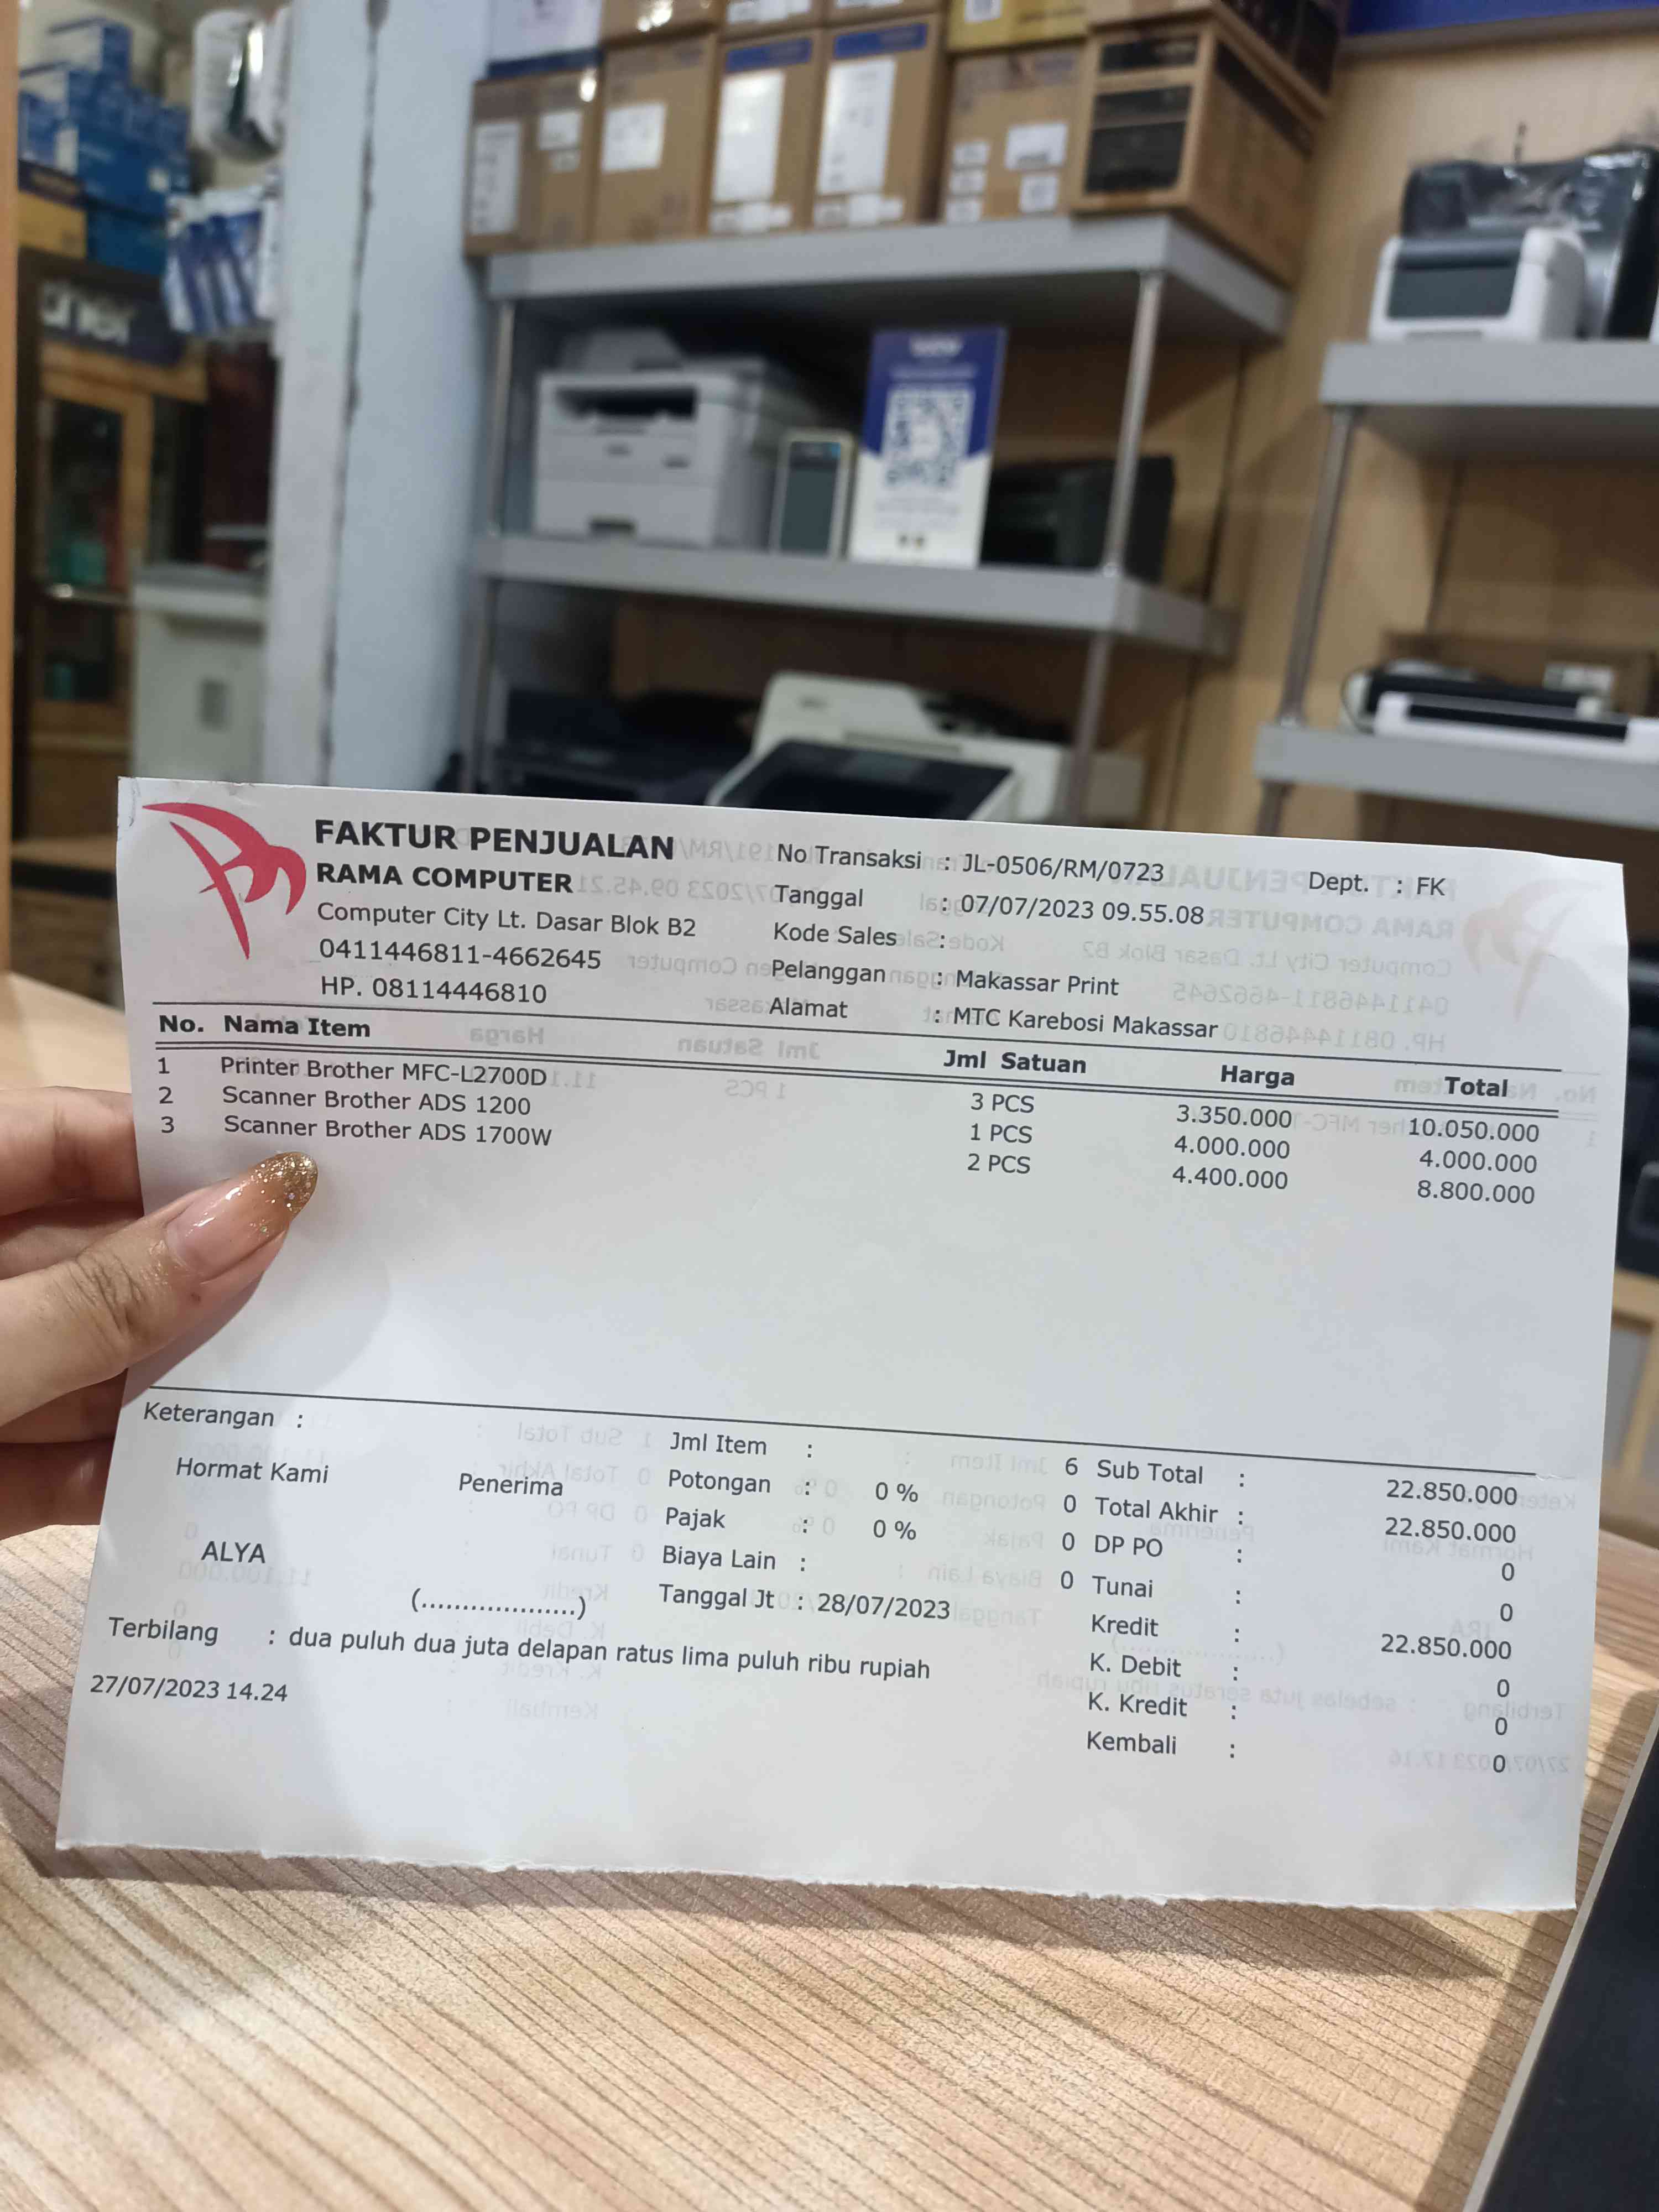 FAKTUR PENJUALAN
RAMA COMPUTER
Computer City Lt. Dasar Blok B2
0411446811-4662645
HP. 08114446810
No Transaksi : JL-0506/RM/0723
Tanggal : 07/07/2023 09.55.08
Kode Sales :
Pelanggan : Makassar Print
Alamat : MTC Karebosi Makassar
Dept. : FK
No. Nama Item Jml Satuan Harga Total
1 Printer Brother MFC-L2700D 3 PCS 3.350.000 10.050.000
2 Scanner Brother ADS 1200 1 PCS 4.000.000 4.000.000
3 Scanner Brother ADS 1700W 2 PCS 4.400.000 8.800.000
Keterangan :
Hormat Kami
Penerima
ALYA
(...................)
Jml Item : 6
Potongan : 0 % 0
Pajak : 0 % 0
Biaya Lain : 0
Tanggal Jt : 28/07/2023
Sub Total : 22.850.000
Total Akhir : 22.850.000
DP PO : 0
Tunai : 0
Kredit : 22.850.000
K. Debit : 0
K. Kredit : 0
Kembali : 0
Terbilang : dua puluh dua juta delapan ratus lima puluh ribu rupiah
27/07/2023 14.24